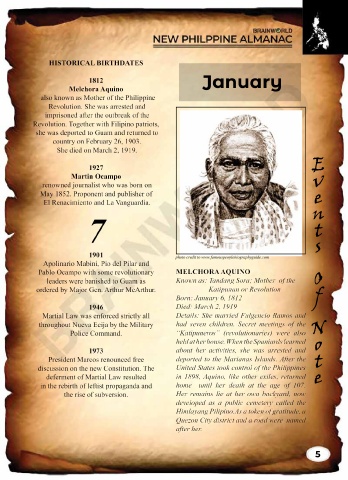 BRAINWORLD
NEW PHILPPINE ALMANAC
HISTORICAL BIRTHDATES
1812
Melchora Aquino
also known as Mother of the Philippine
Revolution. She was arrested and
imprisoned after the outbreak of the
Revolution. Together with Filipino patriots,
she was deported to Guam and returned to
country on February 26, 1903.
She died on March 2, 1919.
1927
Martin Ocampo
renowned journalist who was born on
May 1852. Proponent and publisher of
El Renacimiento and La Vanguardia.
7
1901
Apolinario Mabini, Pio del Pilar and
Pablo Ocampo with some revolutionary
leaders were banished to Guam as
ordered by Major Gen. Arthur McArthur.
1946
Martial Law was enforced strictly all
throughout Nueva Ecija by the Military
Police Command.
1973
President Marcos renounced free
discussion on the new Constitution. The
deferment of Martial Law resulted
in the rebirth of leftist propaganda and
the rise of subversion.
January
photo credit to www.famouspeoplebiographyguide.com
MELCHORA AQUINO
Known as: Tandang Sora; Mother of the
Katipunan or Revolution
Born: January 6, 1812
Died: March 2, 1919
Details: She married Fulgencio Ramos and
had seven children. Secret meetings of the
"Katipuneros" (revolutionaries) were also
held at her house. When the Spaniards learned
about her activities, she was arrested and
deported to the Marianas Islands. After the
United States took control of the Philippines
in 1898, Aquino, like other exiles, returned
home until her death at the age of 107.
Her remains lie at her own backyard, now
developed as a public cemetery called the
Himlayang Pilipino. As a token of gratitude, a
Quezon City district and a road were named
after her.
Events Of Note
5